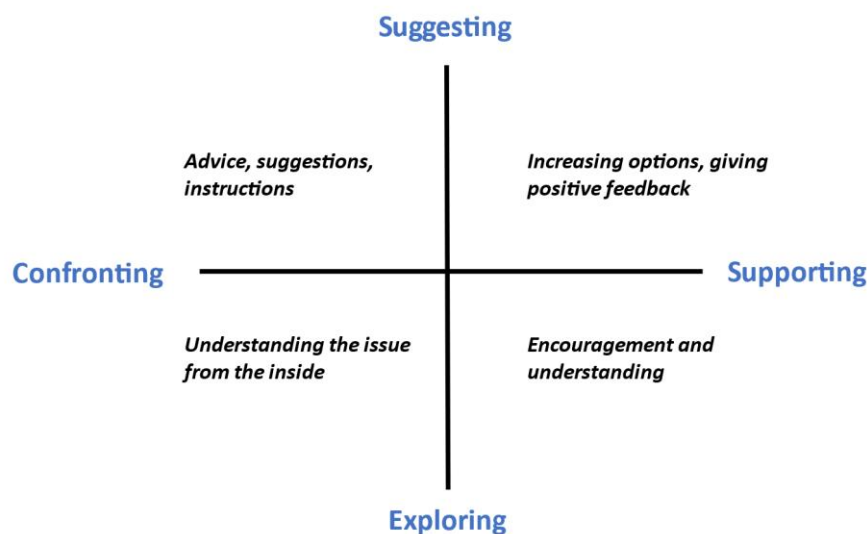 Suggesting
Advice, suggestions,
instructions
Increasing options, giving
positive feedback
Confronting
Supporting
Understanding the issue
from the inside
Encouragement and
understanding
Exploring